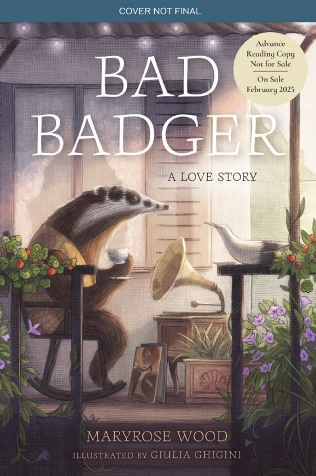 COVER NOT FINAL
Advance
Reading Copy
Not for Sale
On Sale
February 2025
BAD
BADGER
A LOVE STORY
MARYROSE WOOD
ILLUSTRATED BY GIULIA GHIGINI